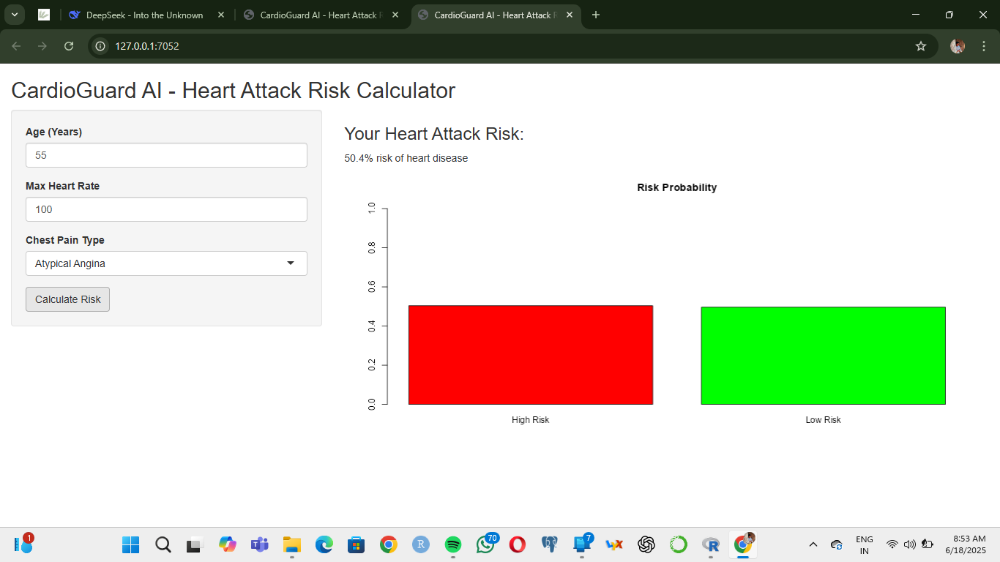 DeepSeek - Into the Unknown
CardioGuard AI - Heart Attack R
CardioGuard AI - Heart Attack R
127.0.0.1:7052
CardioGuard AI - Heart Attack Risk Calculator
Age (Years)
55
Max Heart Rate
100
Chest Pain Type
Atypical Angina
Calculate Risk
Your Heart Attack Risk:
50.4% risk of heart disease
Risk Probability
1.0
0.8
0.6
0.4
0.2
0.0
High Risk
Low Risk
1
70
7
ENG
IN
8:53 AM
6/18/2025